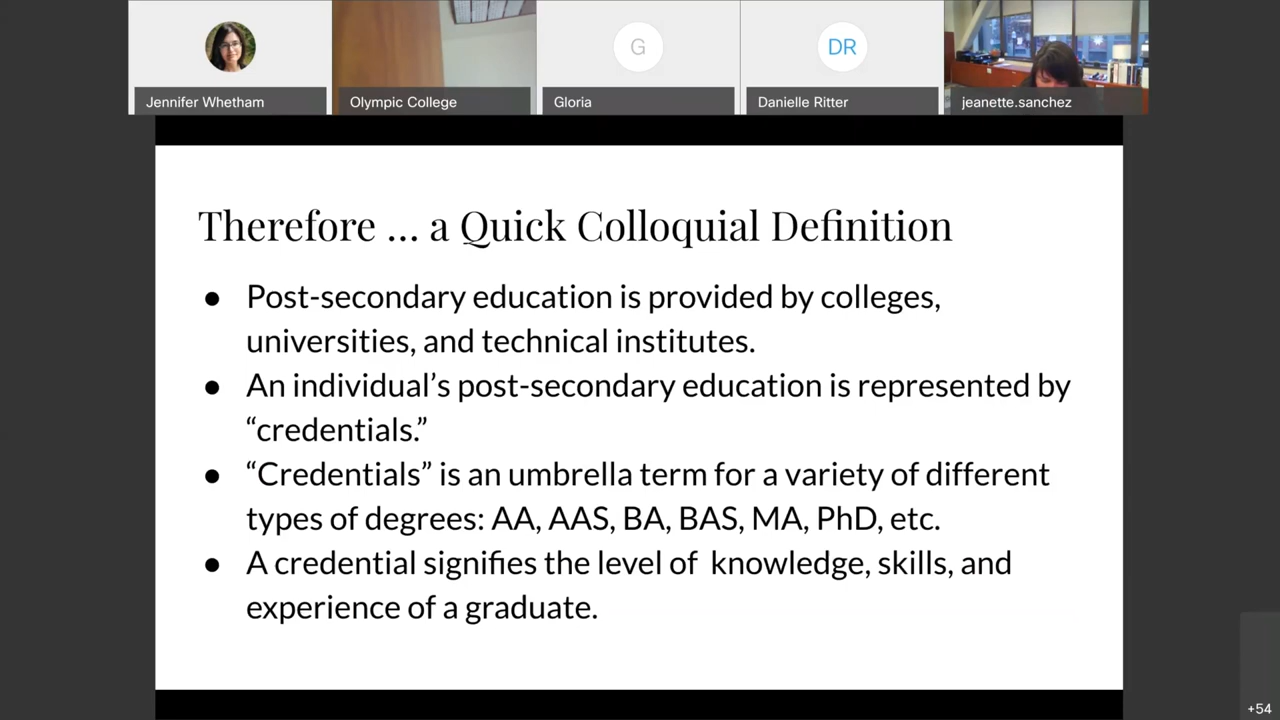 Jennifer Whetham
Olympic College
G
Gloria
DR
Danielle Ritter
jeanette.sanchez
Therefore ... a Quick Colloquial Definition
● Post-secondary education is provided by colleges,
universities, and technical institutes.
● An individual’s post-secondary education is represented by
“credentials.”
● “Credentials” is an umbrella term for a variety of different
types of degrees: AA, AAS, BA, BAS, MA, PhD, etc.
● A credential signifies the level of  knowledge, skills, and
experience of a graduate.
+54